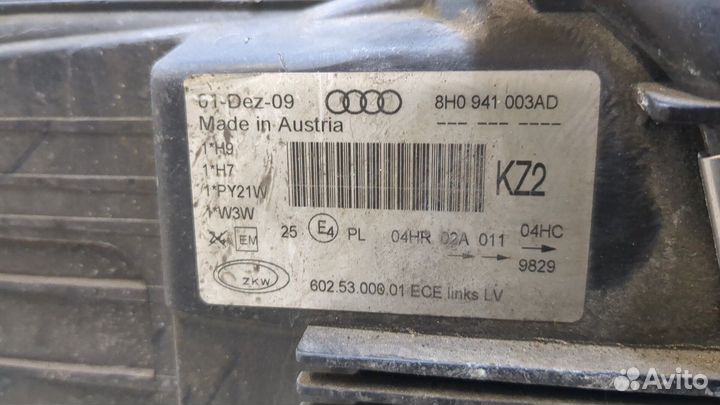 01-Dez-09 8H0 941 003AD
Made in Austria
1*H9
1*H7 KZ2
1*PY21W
1*W3W
EM 25 E4 PL 04HR 02A 011 04HC
9829
ZKW 602.53.000.01 ECE links LV
Avito